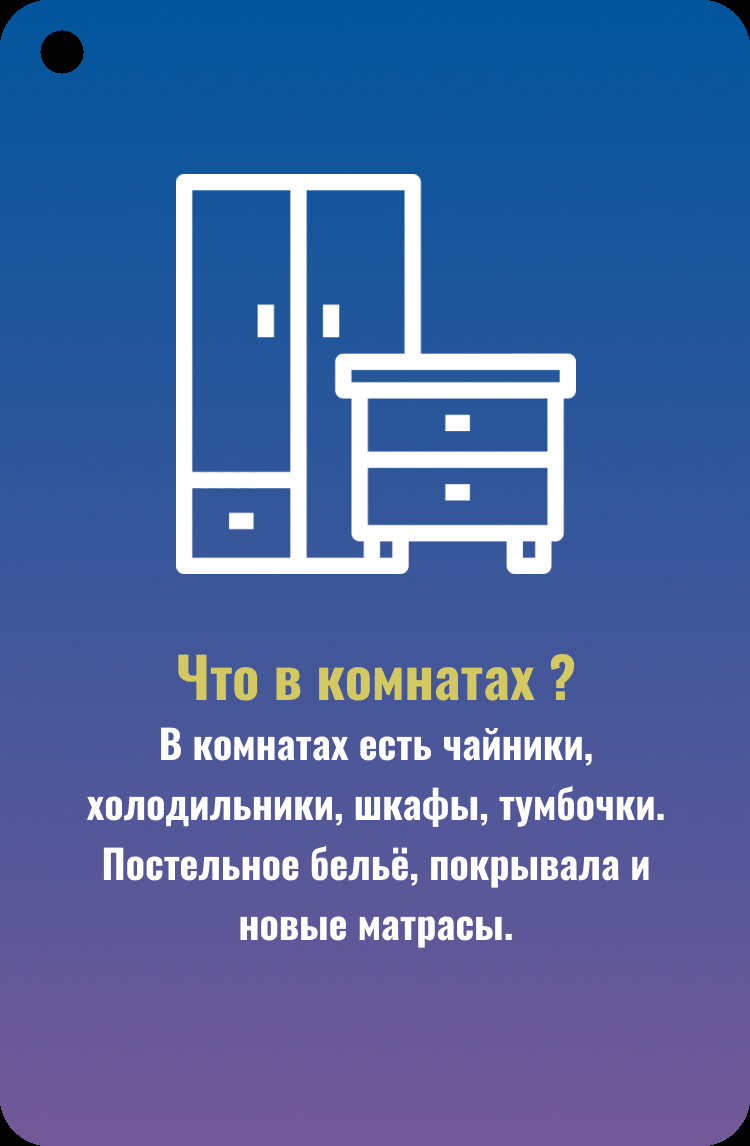 Что в комнатах ?
В комнатах есть чайники,
холодильники, шкафы, тумбочки.
Постельное бельё, покрывала и
новые матрасы.